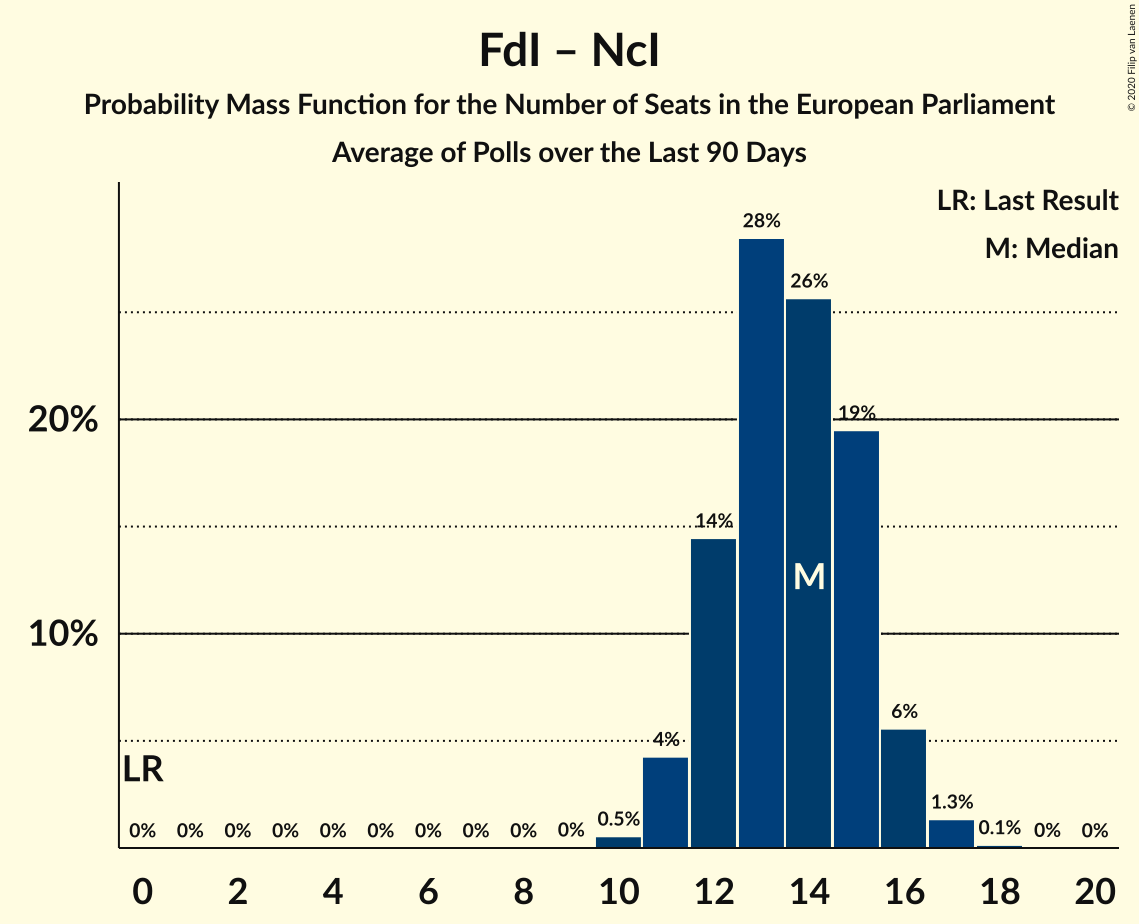 FdI – NcI
Probability Mass Function for the Number of Seats in the European Parliament
Average of Polls over the Last 90 Days
© 2020 Filip van Laenen
LR: Last Result
M: Median
28%
26%
20%
19%
14%
M
10%
6%
4%
LR
1.3%
0% 0% 0% 0% 0% 0% 0% 0% 0% 0% 0.5% 0.1% 0% 0%
0 2 4 6 8 10 12 14 16 18 20